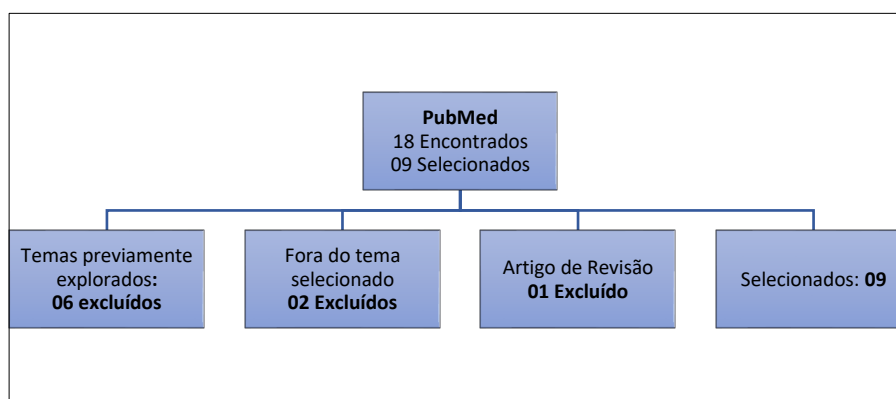 PubMed
18 Encontrados
09 Selecionados
Temas previamente
explorados:
06 excluídos
Fora do tema
selecionado
02 Excluídos
Artigo de Revisão
01 Excluído
Selecionados: 09